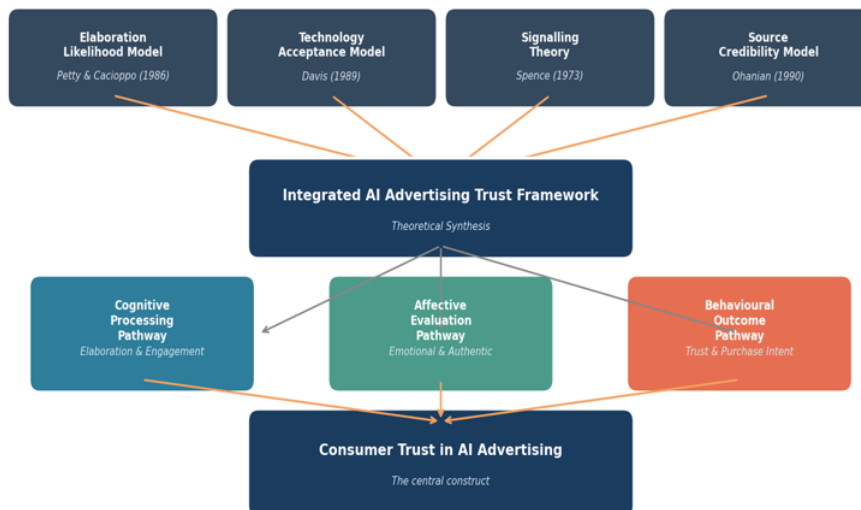 Elaboration
Likelihood Model
Petty & Cacioppo (1986)
Technology
Acceptance Model
Davis (1989)
Signalling
Theory
Spence (1973)
Source
Credibility Model
Ohanian (1990)
Integrated AI Advertising Trust Framework
Theoretical Synthesis
Cognitive
Processing
Pathway
Elaboration & Engagement
Affective
Evaluation
Pathway
Emotional & Authentic
Behavioural
Outcome
Pathway
Trust & Purchase Intent
Consumer Trust in AI Advertising
The central construct